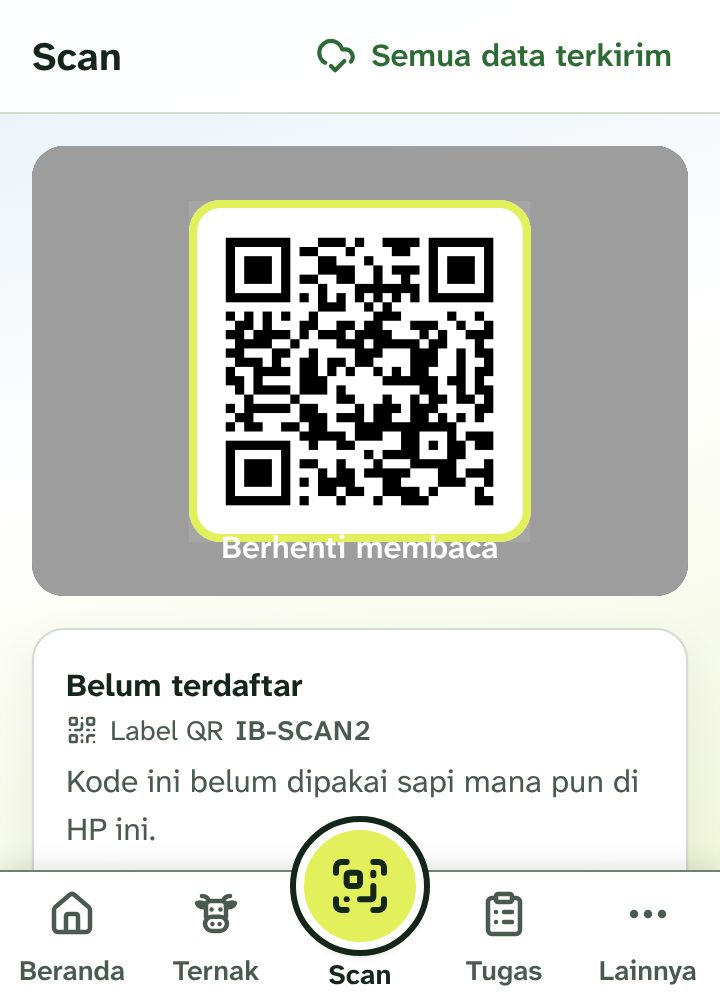 Scan
Semua data terkirim
Berhenti membaca
Belum terdaftar
Label QR IB-SCAN2
Kode ini belum dipakai sapi mana pun di
HP ini.
Beranda
Ternak
Scan
Tugas
Lainnya